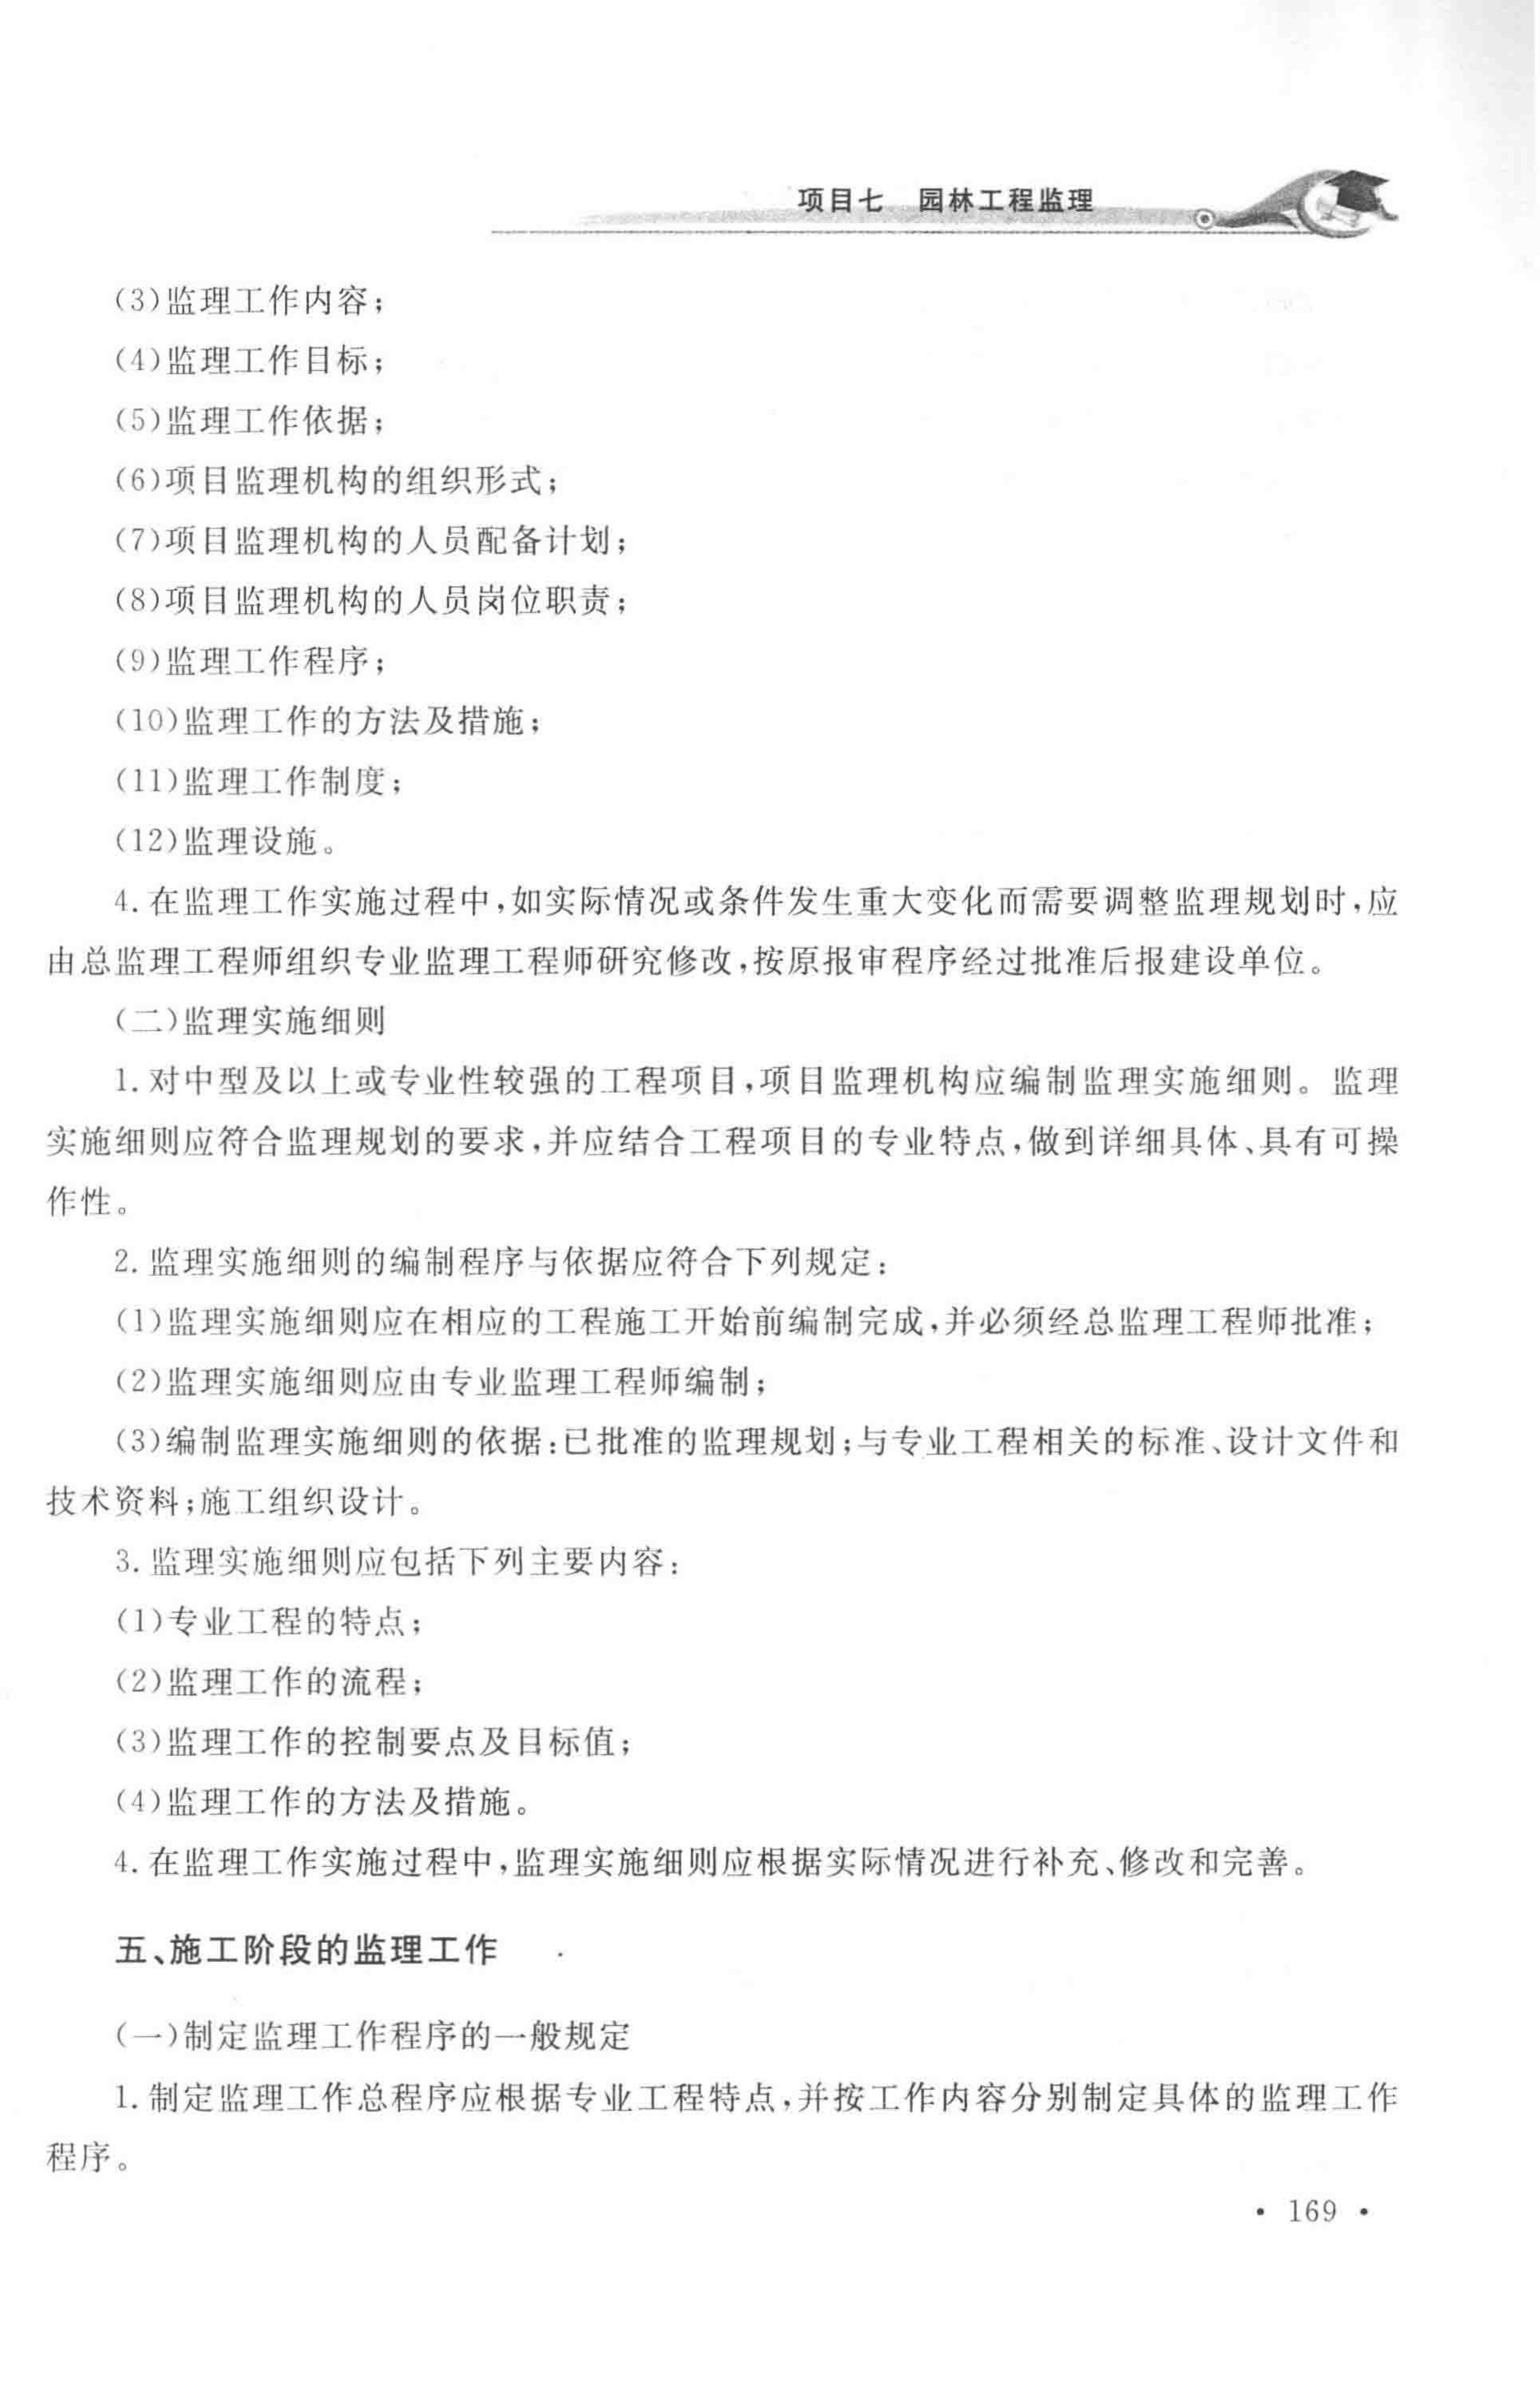 项目七　园林工程监理
(3)监理工作内容；
(4)监理工作目标；
(5)监理工作依据；
(6)项目监理机构的组织形式；
(7)项目监理机构的人员配备计划；
(8)项目监理机构的人员岗位职责；
(9)监理工作程序；
(10)监理工作的方法及措施；
(11)监理工作制度；
(12)监理设施。
4.在监理工作实施过程中，如实际情况或条件发生重大变化而需要调整监理规划时，应
由总监理工程师组织专业监理工程师研究修改，按原报审程序经过批准后报建设单位。
(二)监理实施细则
1.对中型及以上或专业性较强的工程项目，项目监理机构应编制监理实施细则。监理
实施细则应符合监理规划的要求，并应结合工程项目的专业特点，做到详细具体、具有可操
作性。
2.监理实施细则的编制程序与依据应符合下列规定：
(1)监理实施细则应在相应的工程施工开始前编制完成，并必须经总监理工程师批准；
(2)监理实施细则应由专业监理工程师编制；
(3)编制监理实施细则的依据：已批准的监理规划；与专业工程相关的标准、设计文件和
技术资料；施工组织设计。
3.监理实施细则应包括下列主要内容：
(1)专业工程的特点；
(2)监理工作的流程；
(3)监理工作的控制要点及目标值；
(4)监理工作的方法及措施。
4.在监理工作实施过程中，监理实施细则应根据实际情况进行补充、修改和完善。
五、施工阶段的监理工作
(一)制定监理工作程序的一般规定
1.制定监理工作总程序应根据专业工程特点，并按工作内容分别制定具体的监理工作
程序。
• 169 •